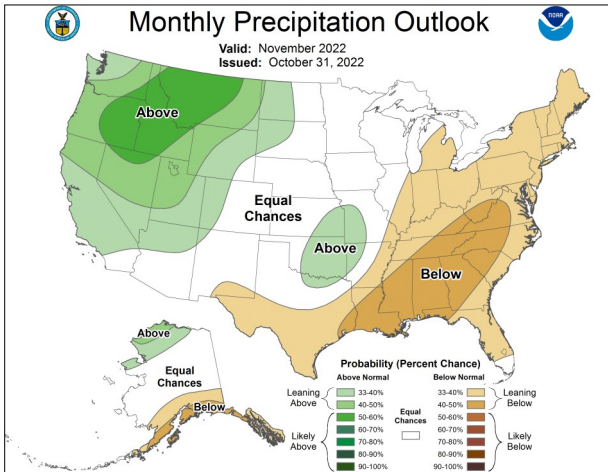 Monthly Precipitation Outlook
Valid: November 2022
Issued: October 31, 2022
NOAA
Above
Equal
Chances
Above
Below
Above
Equal
Chances
Below
Probability (Percent Chance)
Above Normal
Below Normal
Leaning
Above
33-40%
40-50%
Likely
Above
50-60%
60-70%
70-80%
80-90%
90-100%
Equal
Chances
33-40%
40-50%
Leaning
Below
50-60%
60-70%
70-80%
80-90%
90-100%
Likely
Below